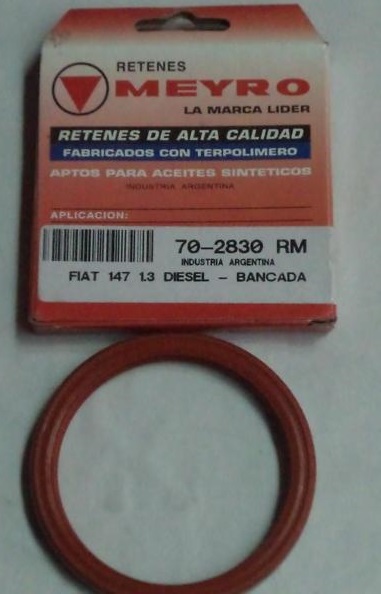 RETENES
MEYRO
LA MARCA LIDER
RETENES DE ALTA CALIDAD
FABRICADOS CON TERPOLIMERO
APTOS PARA ACEITES SINTETICOS
INDUSTRIA ARGENTINA
APLICACION:
70-2830 RM
INDUSTRIA ARGENTINA
FIAT 147 1.3 DIESEL - BANCADA